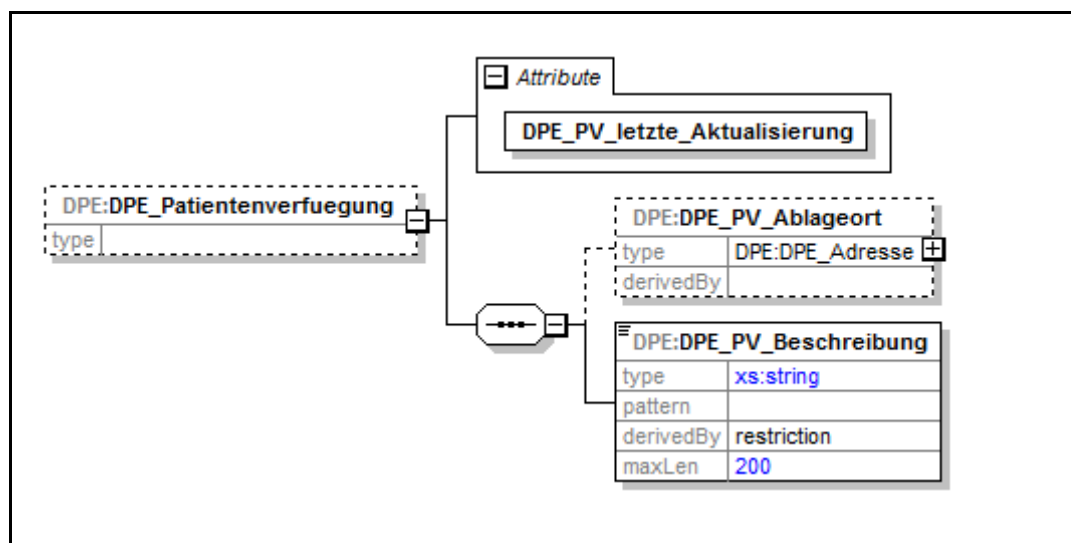 Attribute
DPE_PV_letzte_Aktualisierung
DPE:DPE_Patientenverfuegung
type
DPE:DPE_PV_Ablageort
type DPE:DPE_Adresse
derivedBy
DPE:DPE_PV_Beschreibung
type xs:string
pattern
derivedBy restriction
maxLen 200